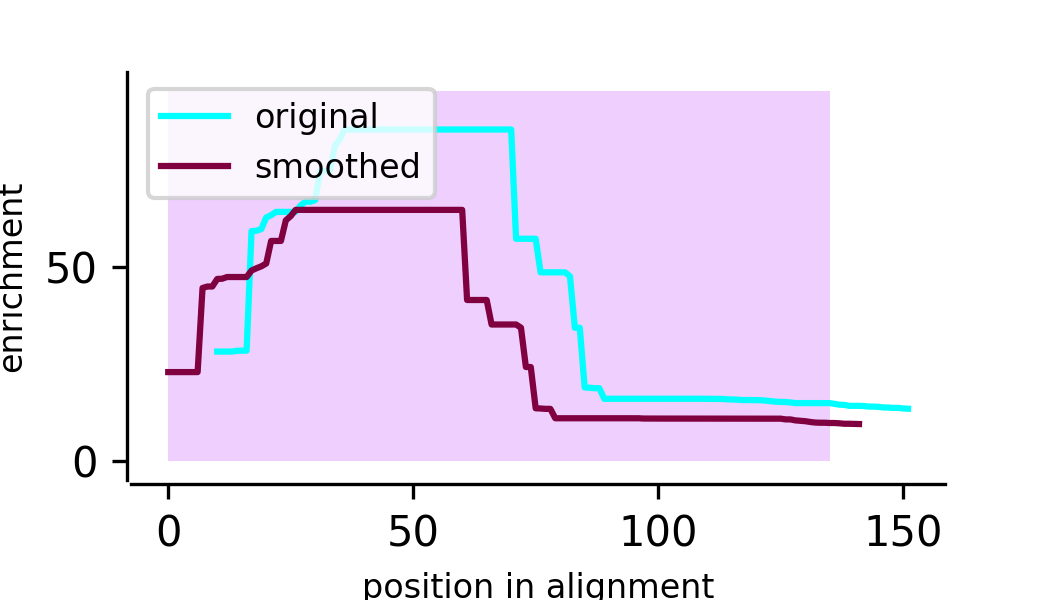 original
smoothed
enrichment
50
0
0 50 100 150
position in alignment